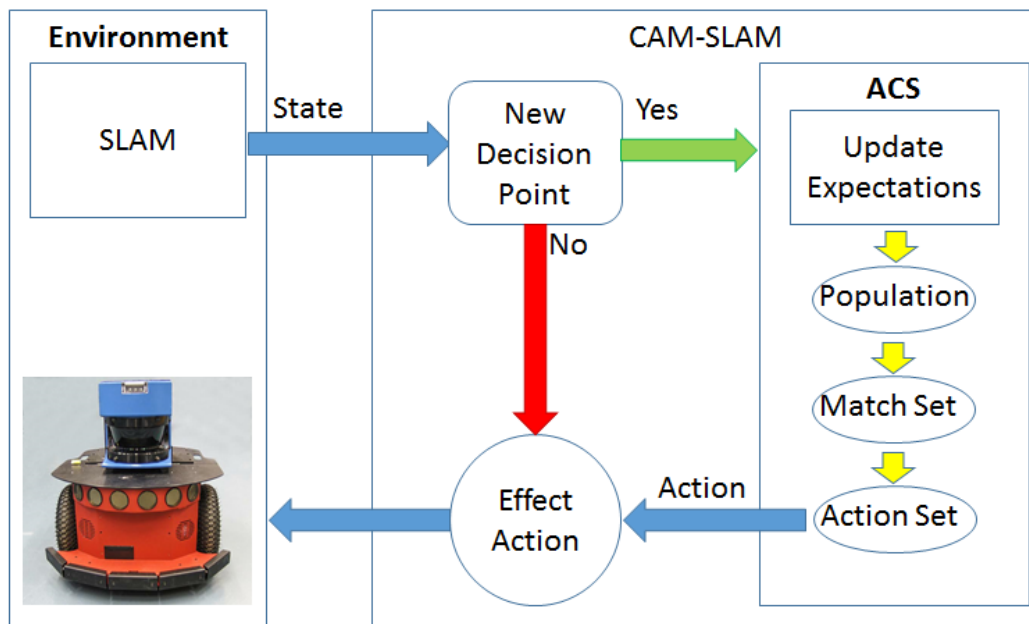 Environment
CAM-SLAM
SLAM
State
New
Decision
Point
Yes
No
ACS
Update
Expectations
Population
Match Set
Action Set
Action
Effect
Action